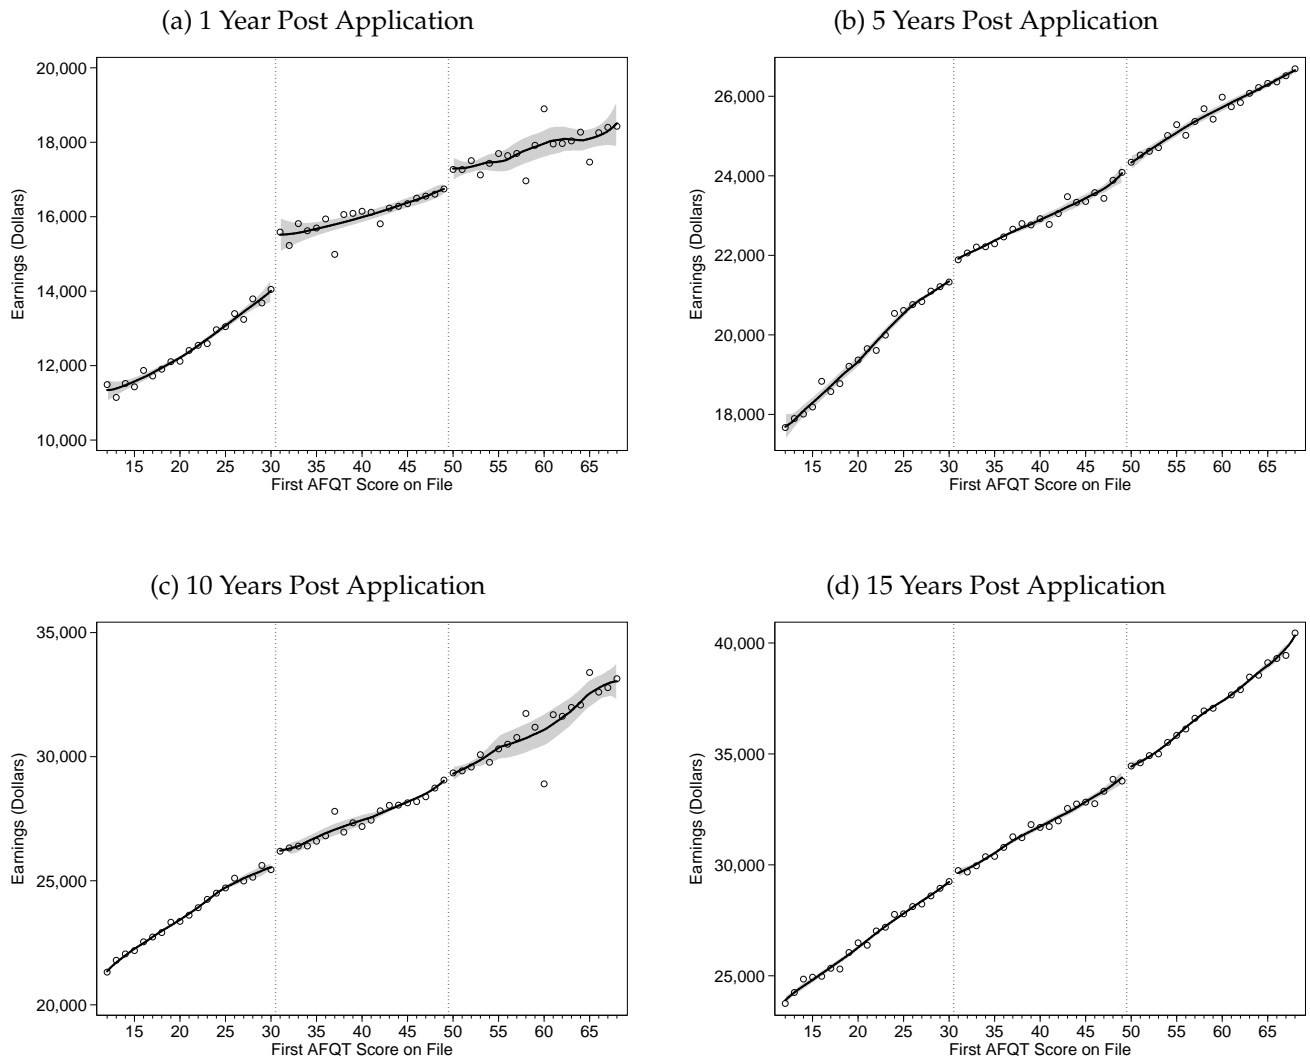 (a) 1 Year Post Application
20,000
18,000
16,000
14,000
12,000
10,000
Earnings (Dollars)
15 20 25 30 35 40 45 50 55 60 65
First AFQT Score on File
(b) 5 Years Post Application
26,000
24,000
22,000
20,000
18,000
Earnings (Dollars)
15 20 25 30 35 40 45 50 55 60 65
First AFQT Score on File
(c) 10 Years Post Application
35,000
30,000
25,000
20,000
Earnings (Dollars)
15 20 25 30 35 40 45 50 55 60 65
First AFQT Score on File
(d) 15 Years Post Application
40,000
35,000
30,000
25,000
Earnings (Dollars)
15 20 25 30 35 40 45 50 55 60 65
First AFQT Score on File